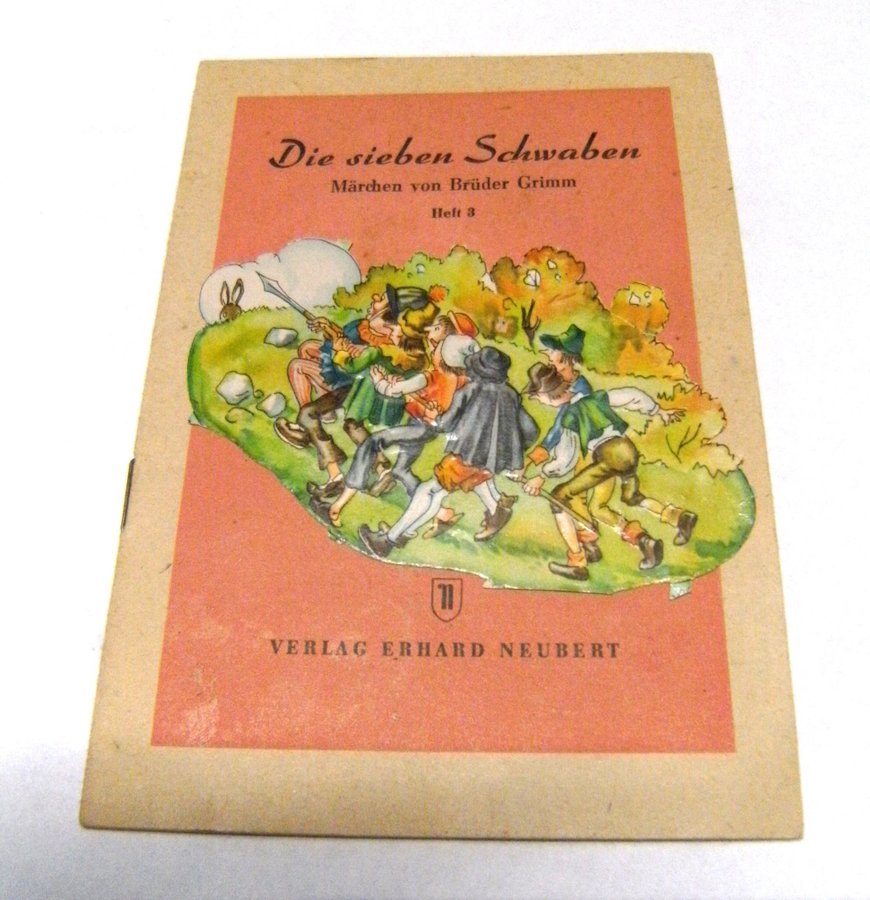 Die sieben Schwaben
Märchen von Brüder Grimm
Heft 3
n
VERLAG ERHARD NEUBERT